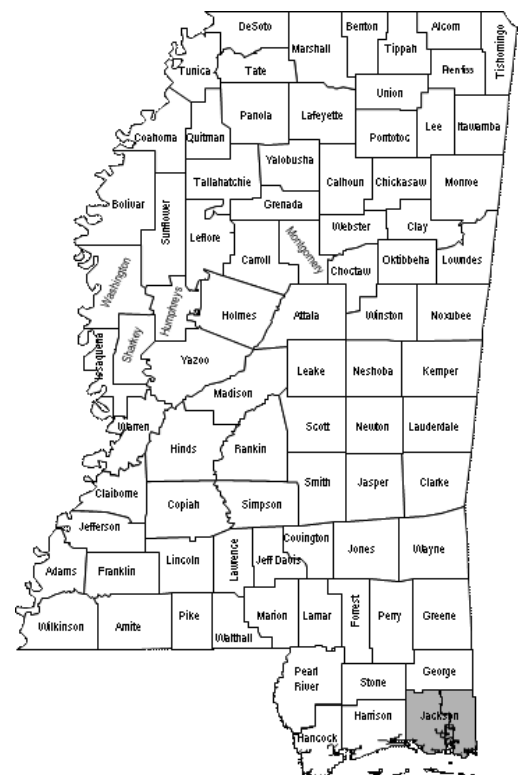 DeSoto
Marshall
Benton
Alcorn
Tippah
Tishomingo
Tunica
Tate
Prentiss
Union
Panola
Lafeyette
Pontotoc
Lee
Itawamba
Coahoma
Quitman
Yalobusha
Tallahatchie
Calhoun
Chickasaw
Monroe
Bolivar
Sunflower
Grenada
Leflore
Webster
Clay
Carroll
Montgomery
Choctaw
Oktibbeha
Lowndes
Washington
Humphreys
Holmes
Attala
Winston
Noxubee
Sharkey
Yazoo
Leake
Neshoba
Kemper
Madison
Warren
Scott
Newton
Lauderdale
Hinds
Rankin
Smith
Jasper
Clarke
Claiborne
Copiah
Simpson
Jefferson
Covington
Jones
Wayne
Lincoln
Lawrence
Jeff Davis
Adams
Franklin
Wilkinson
Amite
Pike
Walthall
Marion
Lamar
Forrest
Perry
Greene
Pearl
River
Stone
George
Harrison
Jackson
Hancock